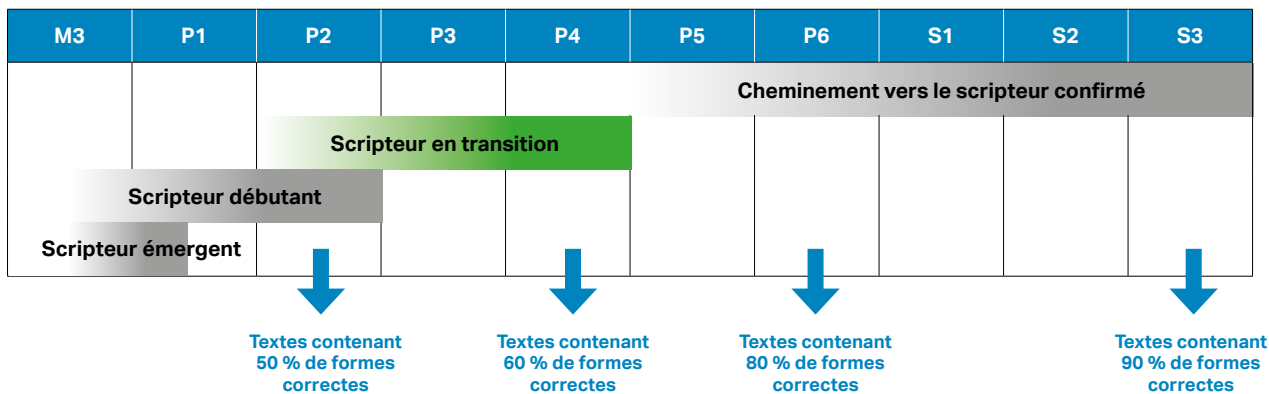 M3 P1 P2 P3 P4 P5 P6 S1 S2 S3
Cheminement vers le scripteur confirmé
Scripteur en transition
Scripteur débutant
Scripteur émergent
Textes contenant
50 % de formes
correctes
Textes contenant
60 % de formes
correctes
Textes contenant
80 % de formes
correctes
Textes contenant
90 % de formes
correctes